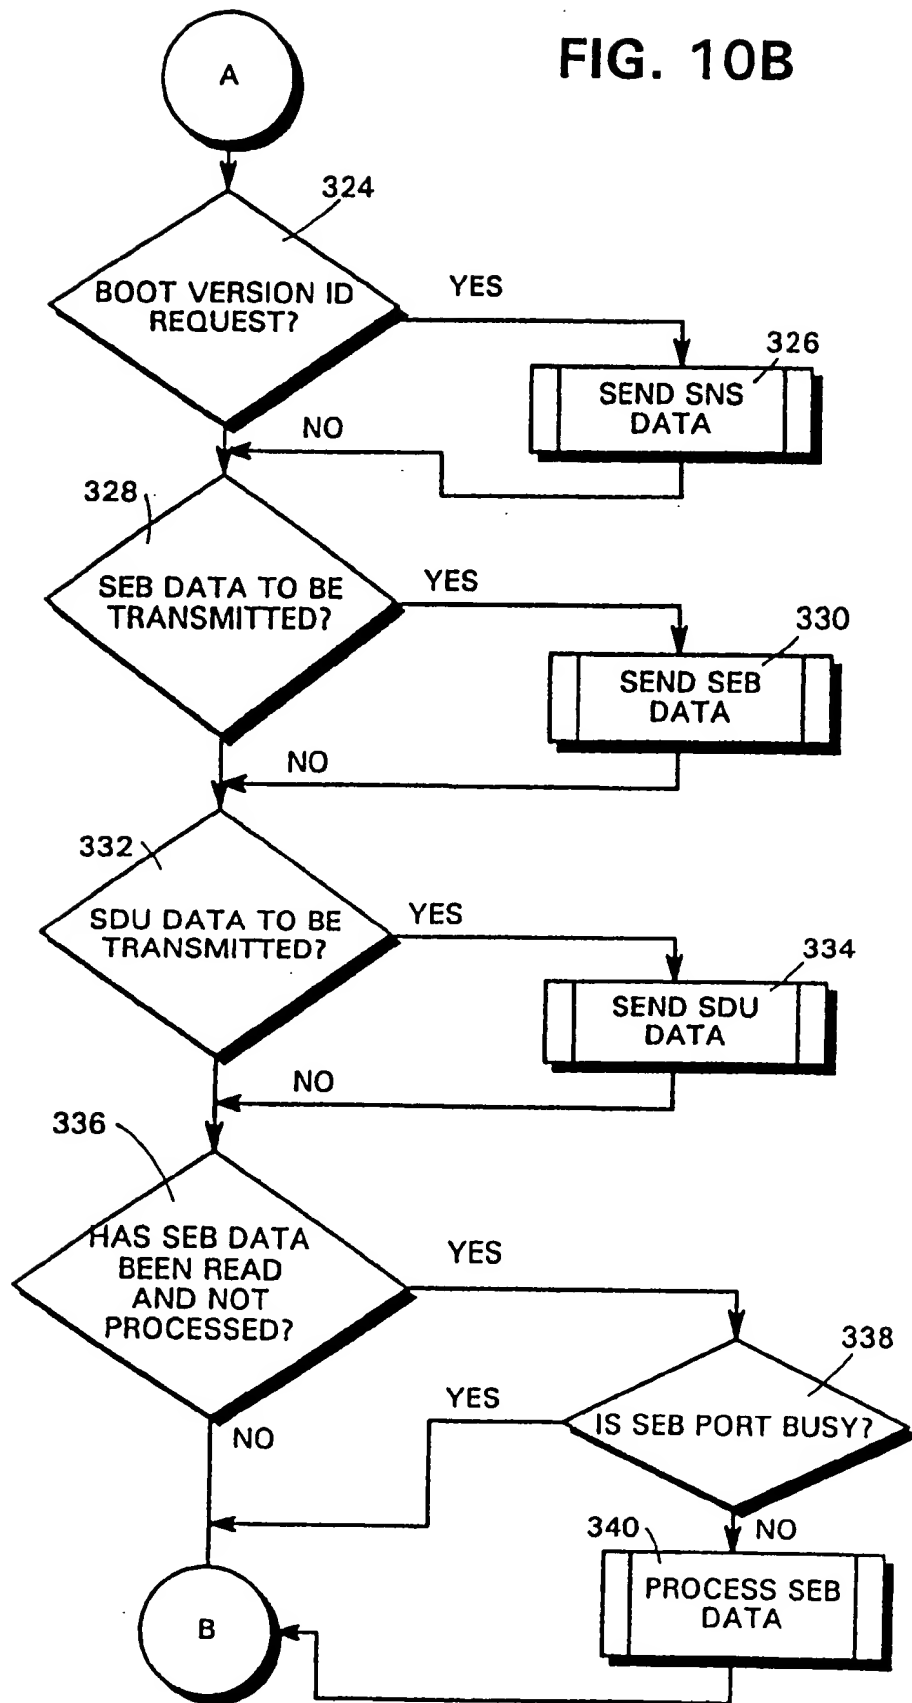 FIG. 10B
A
324
BOOT VERSION ID
REQUEST?
YES
326
SEND SNS
DATA
NO
328
SEB DATA TO BE
TRANSMITTED?
YES
330
SEND SEB
DATA
NO
332
SDU DATA TO BE
TRANSMITTED?
YES
334
SEND SDU
DATA
NO
336
HAS SEB DATA
BEEN READ
AND NOT
PROCESSED?
YES
338
IS SEB PORT BUSY?
YES
NO
NO
340
PROCESS SEB
DATA
B